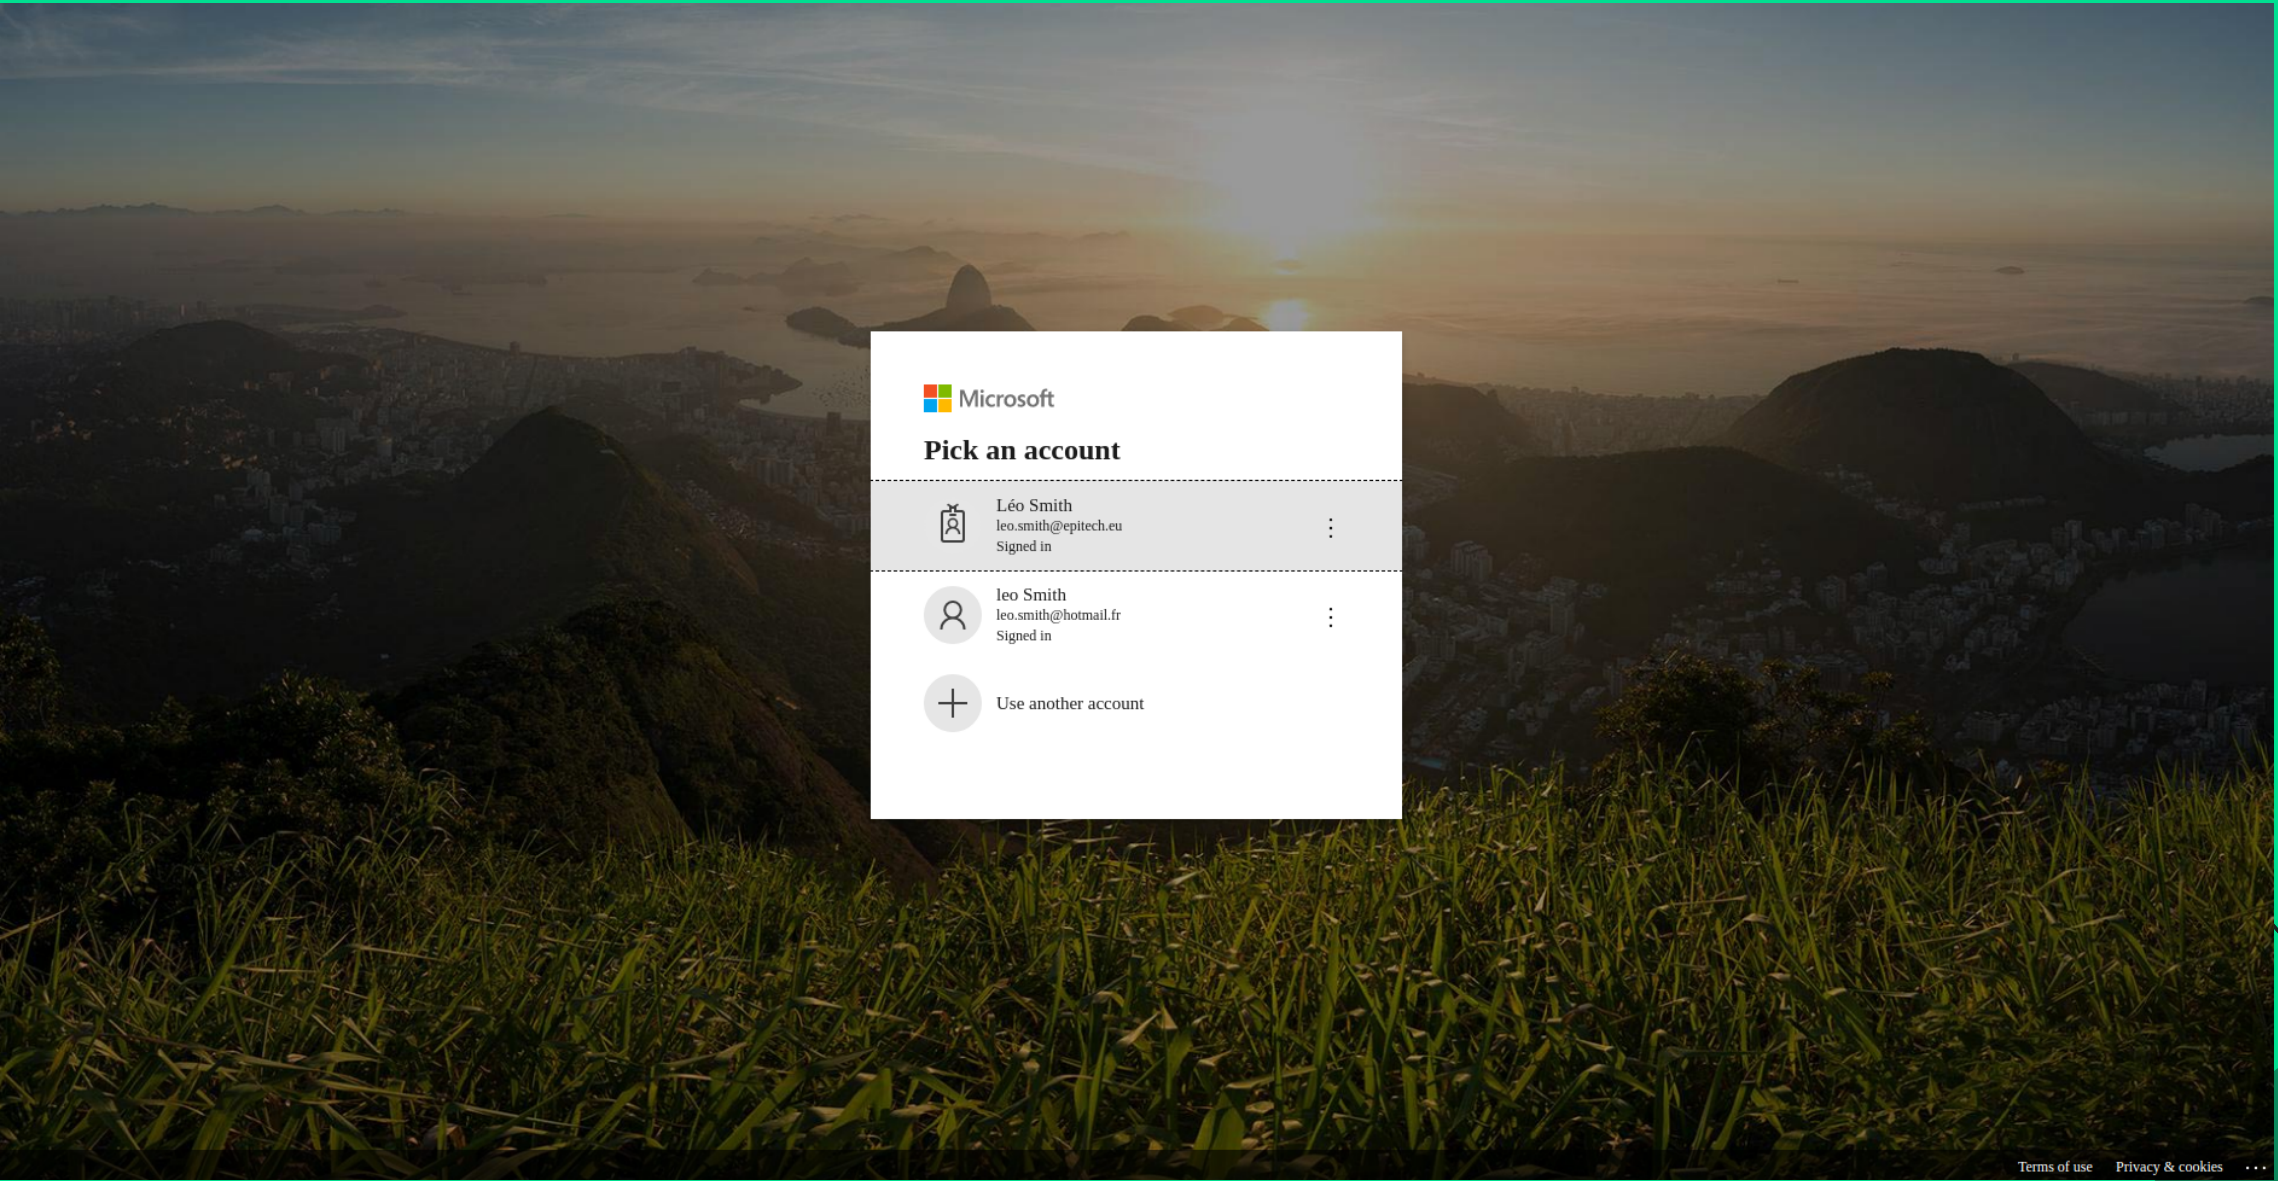 Microsoft
Pick an account
Léo Smith
leo.smith@epitech.eu
Signed in
leo Smith
leo.smith@hotmail.fr
Signed in
Use another account
Terms of use Privacy & cookies